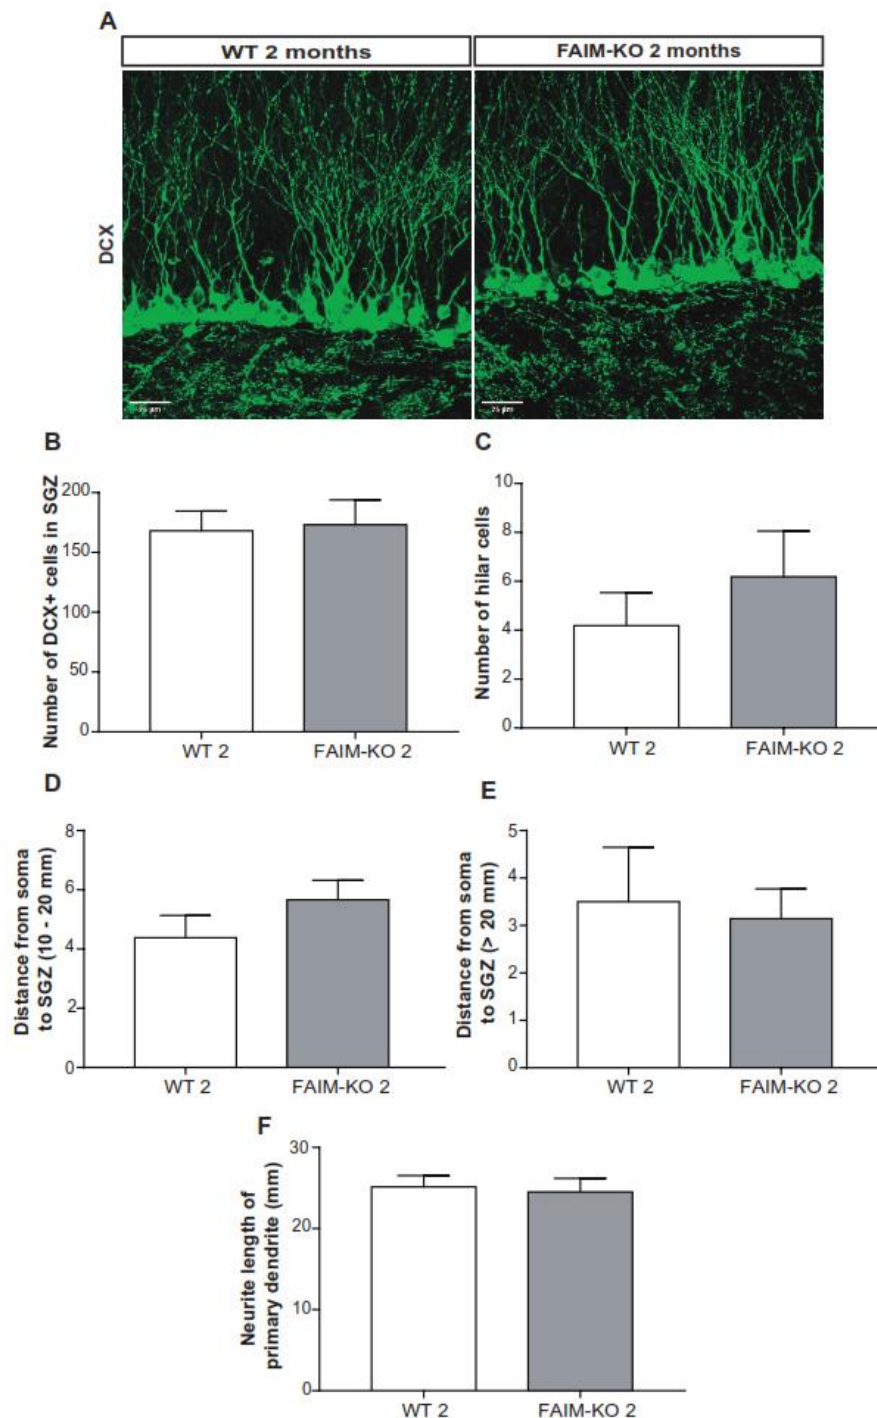 A
WT 2 months
FAIM-KO 2 months
DCX
25 µm
25 µm
B
Number of DCX+ cells in SGZ
200
150
100
50
0
WT 2
FAIM-KO 2
C
Number of hilar cells
10
8
6
4
2
0
WT 2
FAIM-KO 2
D
Distance from soma
to SGZ (10 - 20 mm)
8
6
4
2
0
WT 2
FAIM-KO 2
E
Distance from soma
to SGZ (> 20 mm)
5
4
3
2
1
0
WT 2
FAIM-KO 2
F
Neurite length of
primary dendrite (mm)
30
20
10
0
WT 2
FAIM-KO 2